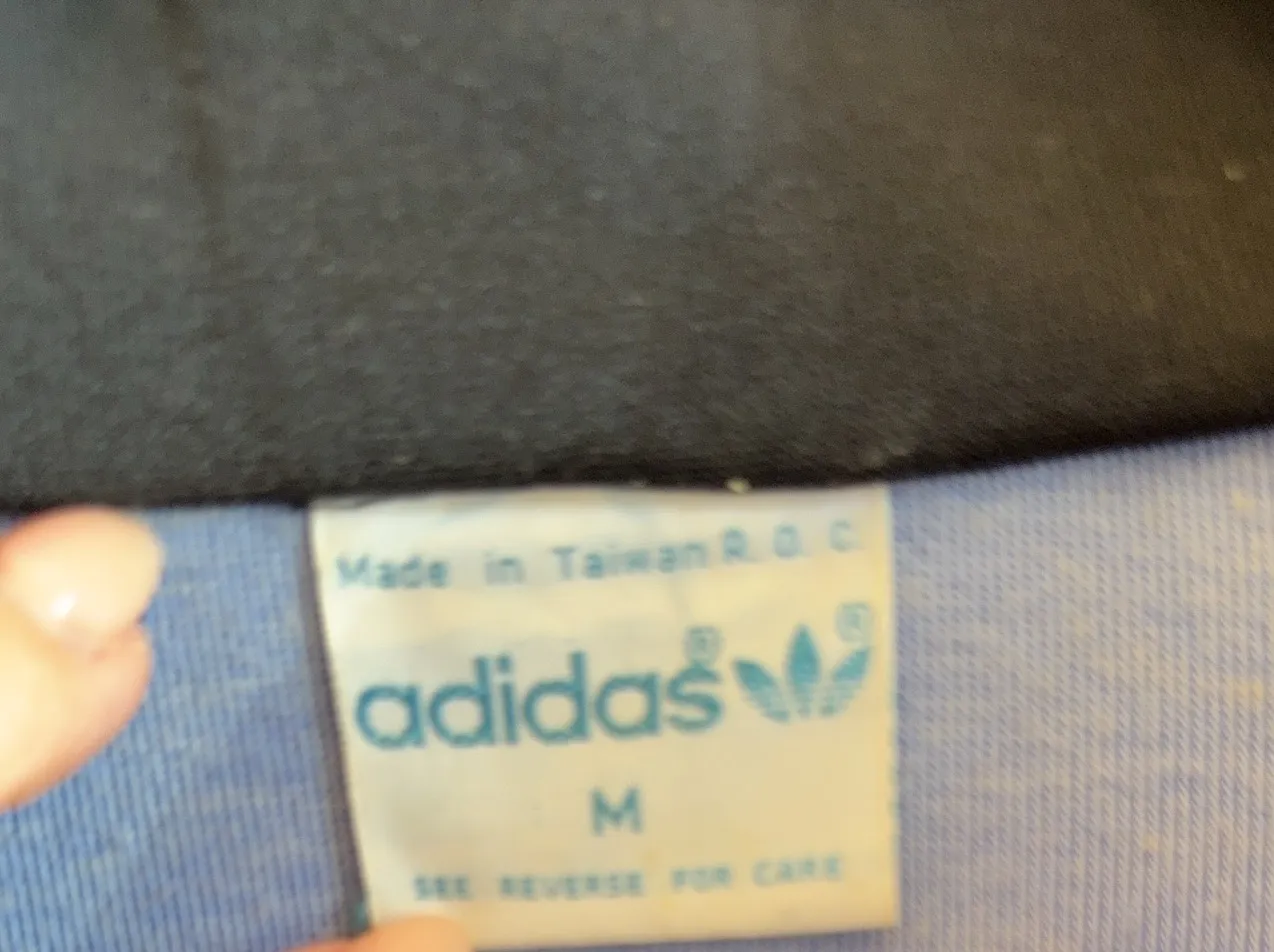 Made in Taiwan R. O. C.
adidas® ®
M
SEE REVERSE FOR CARE